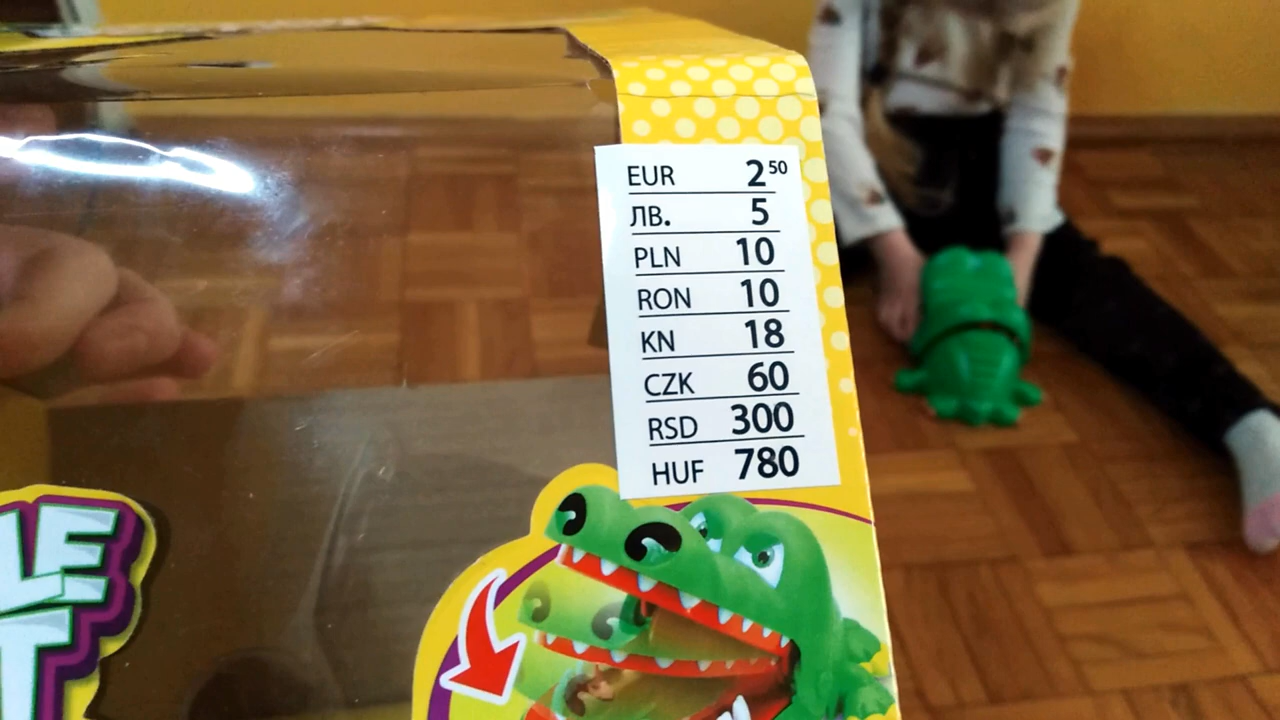 EUR 2⁵⁰
ЛВ. 5
PLN 10
RON 10
KN 18
CZK 60
RSD 300
HUF 780